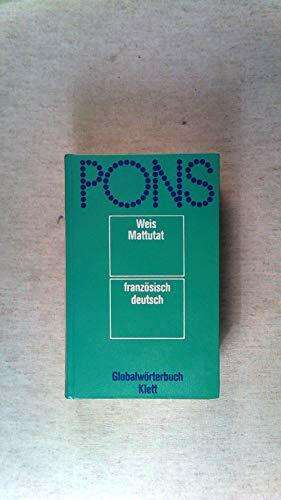 PONS
Weis
Mattutat
französisch
deutsch
Globalwörterbuch
Klett